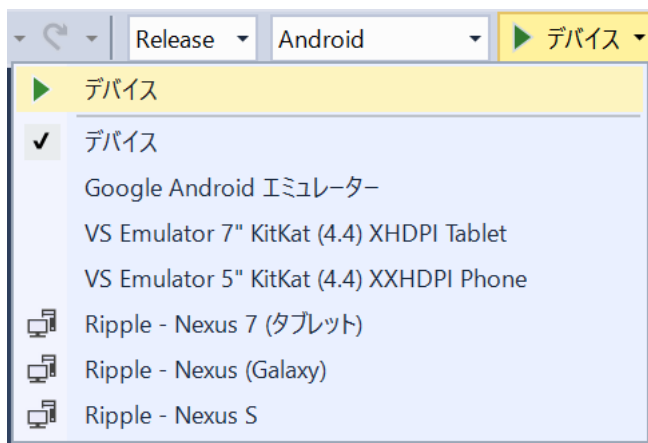 Release Android デバイス
デバイス
デバイス
Google Android エミュレーター
VS Emulator 7" KitKat (4.4) XHDPI Tablet
VS Emulator 5" KitKat (4.4) XXHDPI Phone
Ripple - Nexus 7 (タブレット)
Ripple - Nexus (Galaxy)
Ripple - Nexus S